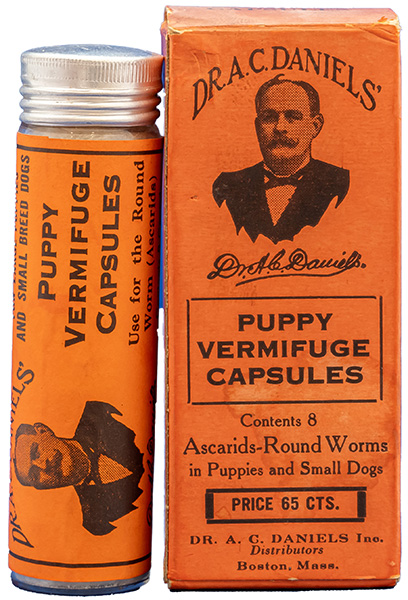 DR. A. C. DANIELS'
AND SMALL BREED DOGS
PUPPY
VERMIFUGE
CAPSULES
Use for the Round
Worm (Ascarids)
DR. A. C. DANIELS'
Dr. A. C. Daniels.
PUPPY
VERMIFUGE
CAPSULES
Contents 8
Ascarids-Round Worms
in Puppies and Small Dogs
PRICE 65 CTS.
DR. A. C. DANIELS Inc.
Distributors
Boston, Mass.